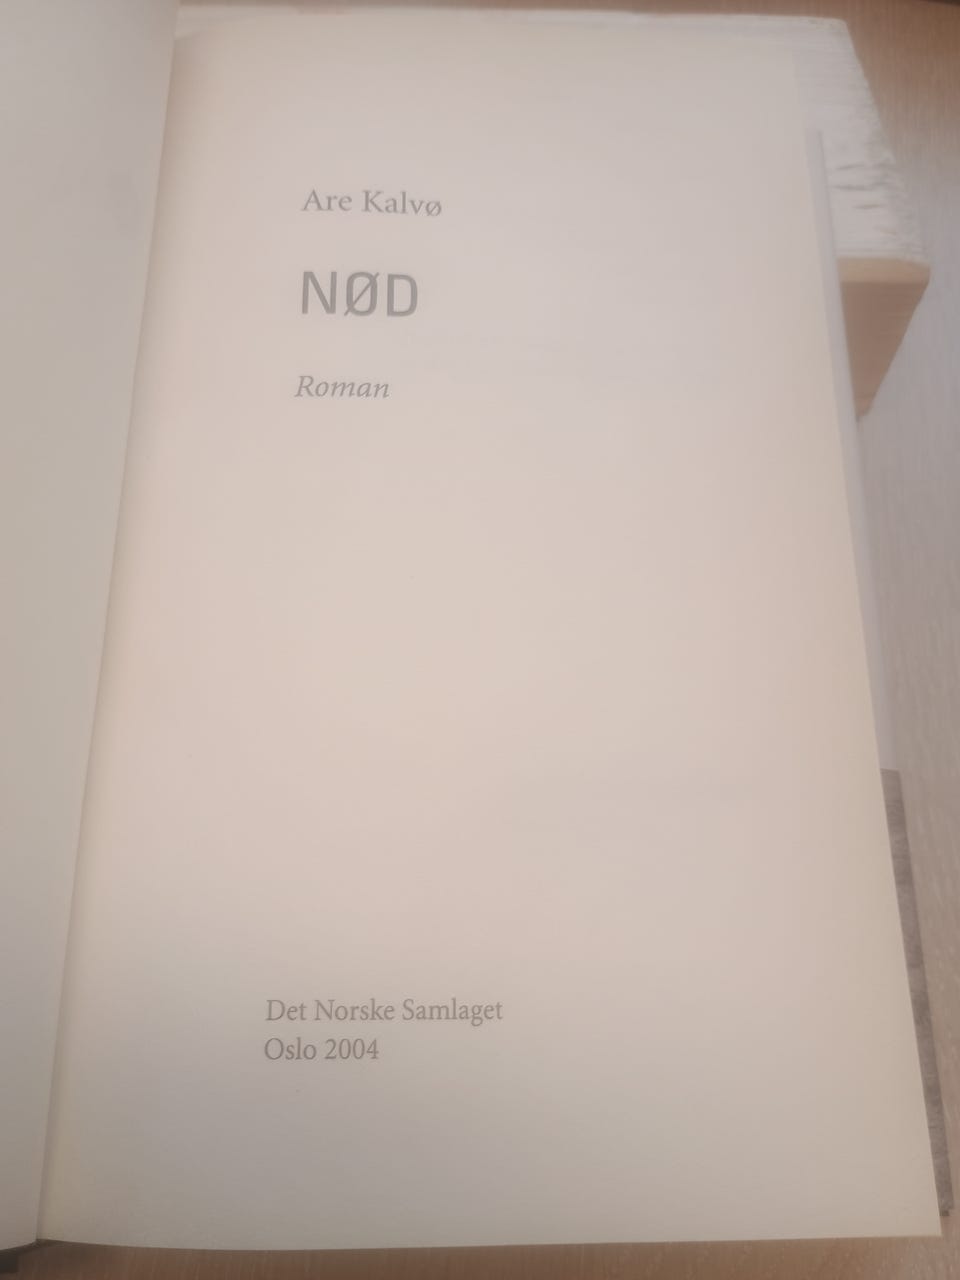 Are Kalvø
NØD
Roman
Det Norske Samlaget
Oslo 2004